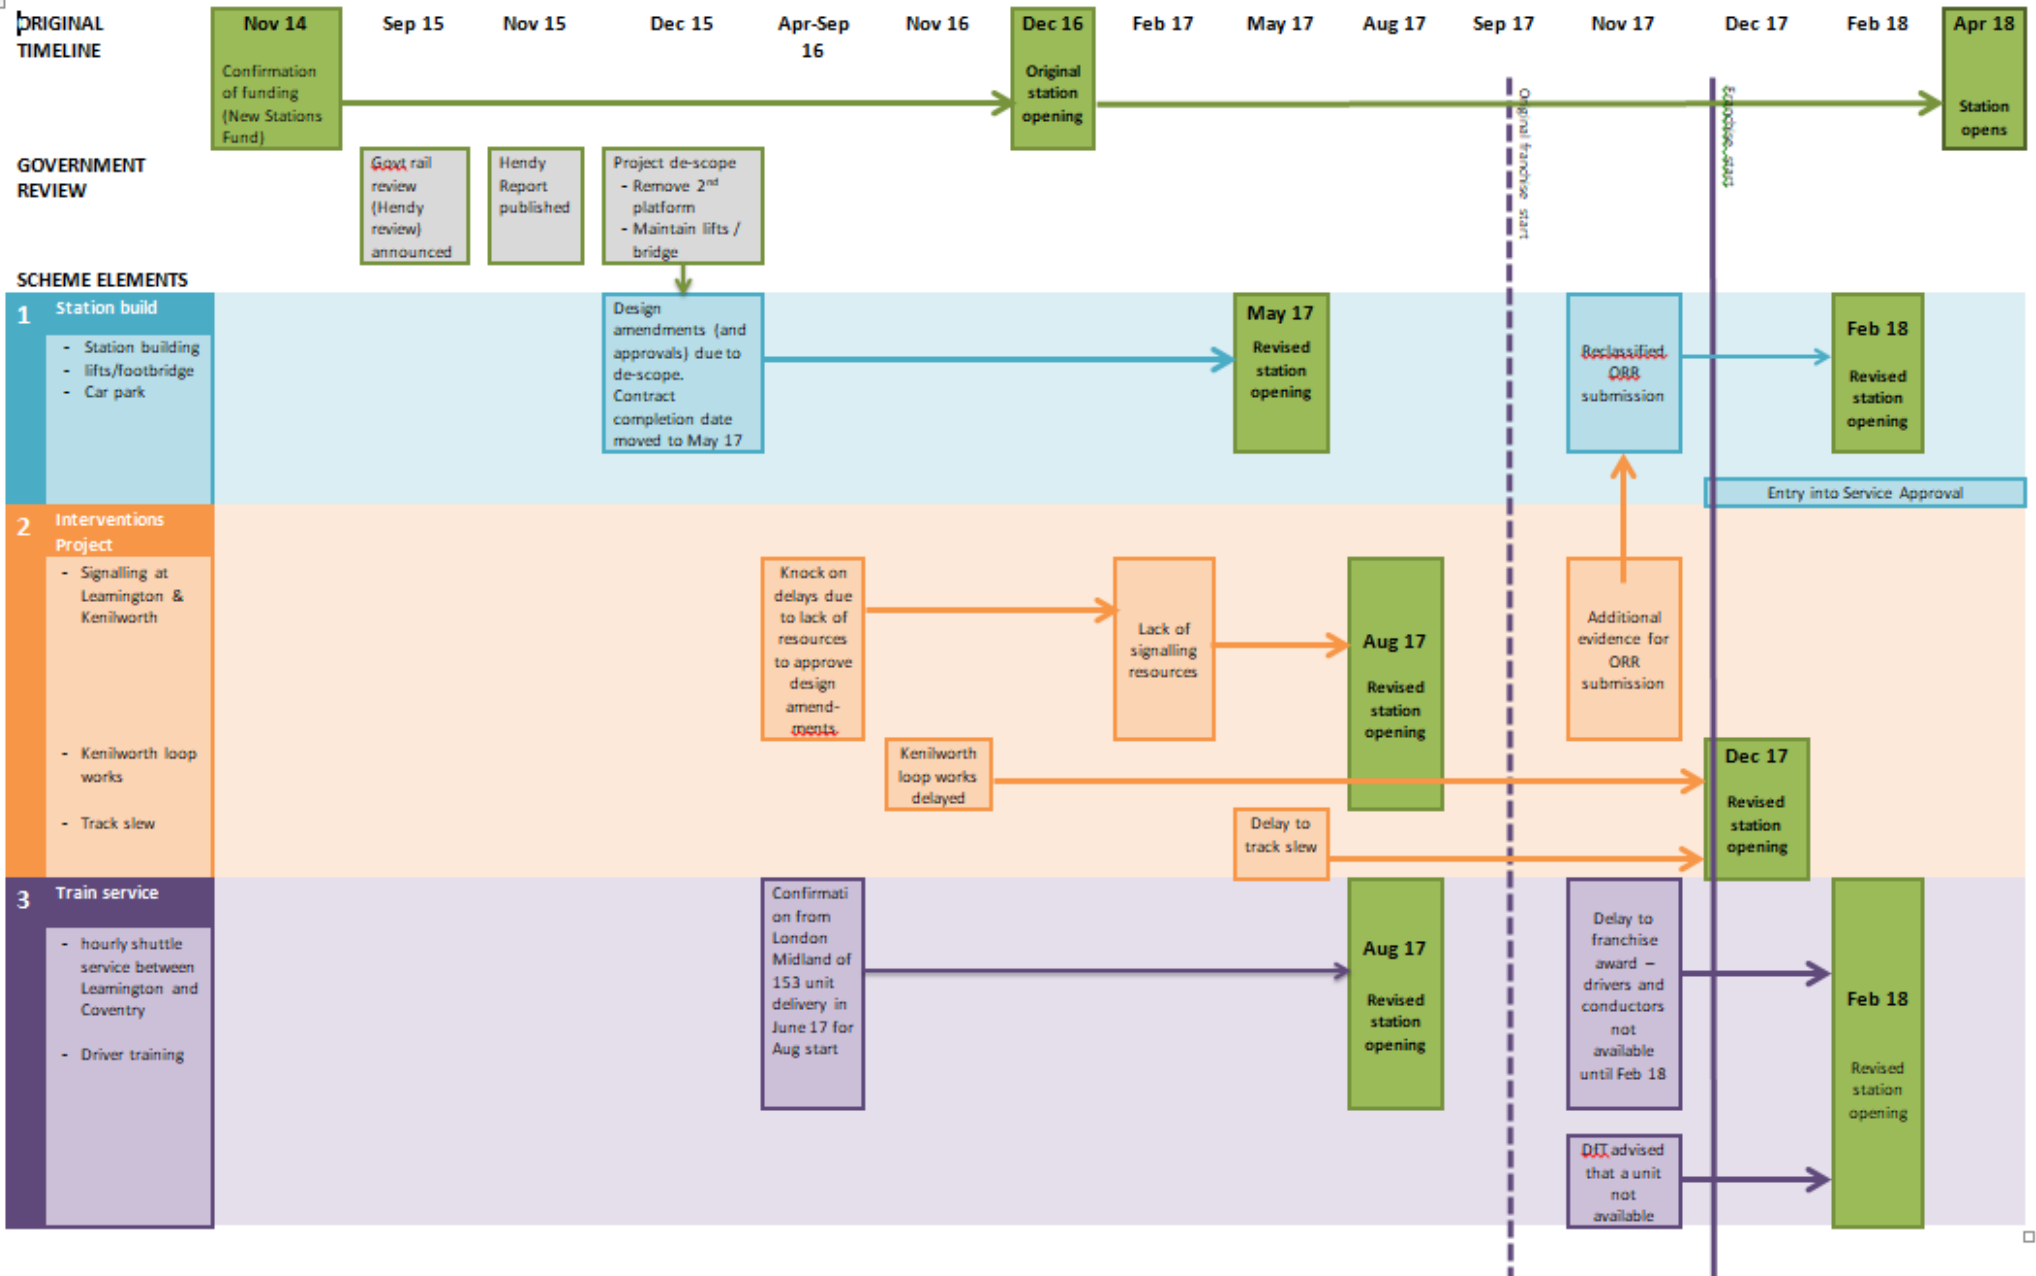 ORIGINAL
TIMELINE
Nov 14
Confirmation
of funding
(New Stations
Fund)
Sep 15
Nov 15
Dec 15
Apr-Sep
16
Nov 16
Dec 16
Original
station
opening
Feb 17
May 17
Aug 17
Sep 17
Nov 17
Dec 17
Feb 18
Apr 18
Station
opens
Original franchise start
Franchise start
GOVERNMENT
REVIEW
Govt rail
review
(Hendy
review)
announced
Hendy
Report
published
Project de-scope
- Remove 2nd
platform
- Maintain lifts /
bridge
SCHEME ELEMENTS
1
Station build
- Station building
- lifts/footbridge
- Car park
Design
amendments (and
approvals) due to
de-scope.
Contract
completion date
moved to May 17
May 17
Revised
station
opening
Reclassified
ORR
submission
Feb 18
Revised
station
opening
Entry into Service Approval
2
Interventions
Project
- Signalling at
Leamington &
Kenilworth
- Kenilworth loop
works
- Track slew
Knock on
delays due
to lack of
resources
to approve
design
amend-
ments.
Kenilworth
loop works
delayed
Lack of
signalling
resources
Delay to
track slew
Aug 17
Revised
station
opening
Additional
evidence for
ORR
submission
Dec 17
Revised
station
opening
3
Train service
- hourly shuttle
service between
Leamington and
Coventry
- Driver training
Confirmati
on from
London
Midland of
153 unit
delivery in
June 17 for
Aug start
Aug 17
Revised
station
opening
Delay to
franchise
award –
drivers and
conductors
not
available
until Feb 18
DfT advised
that a unit
not
available
Feb 18
Revised
station
opening